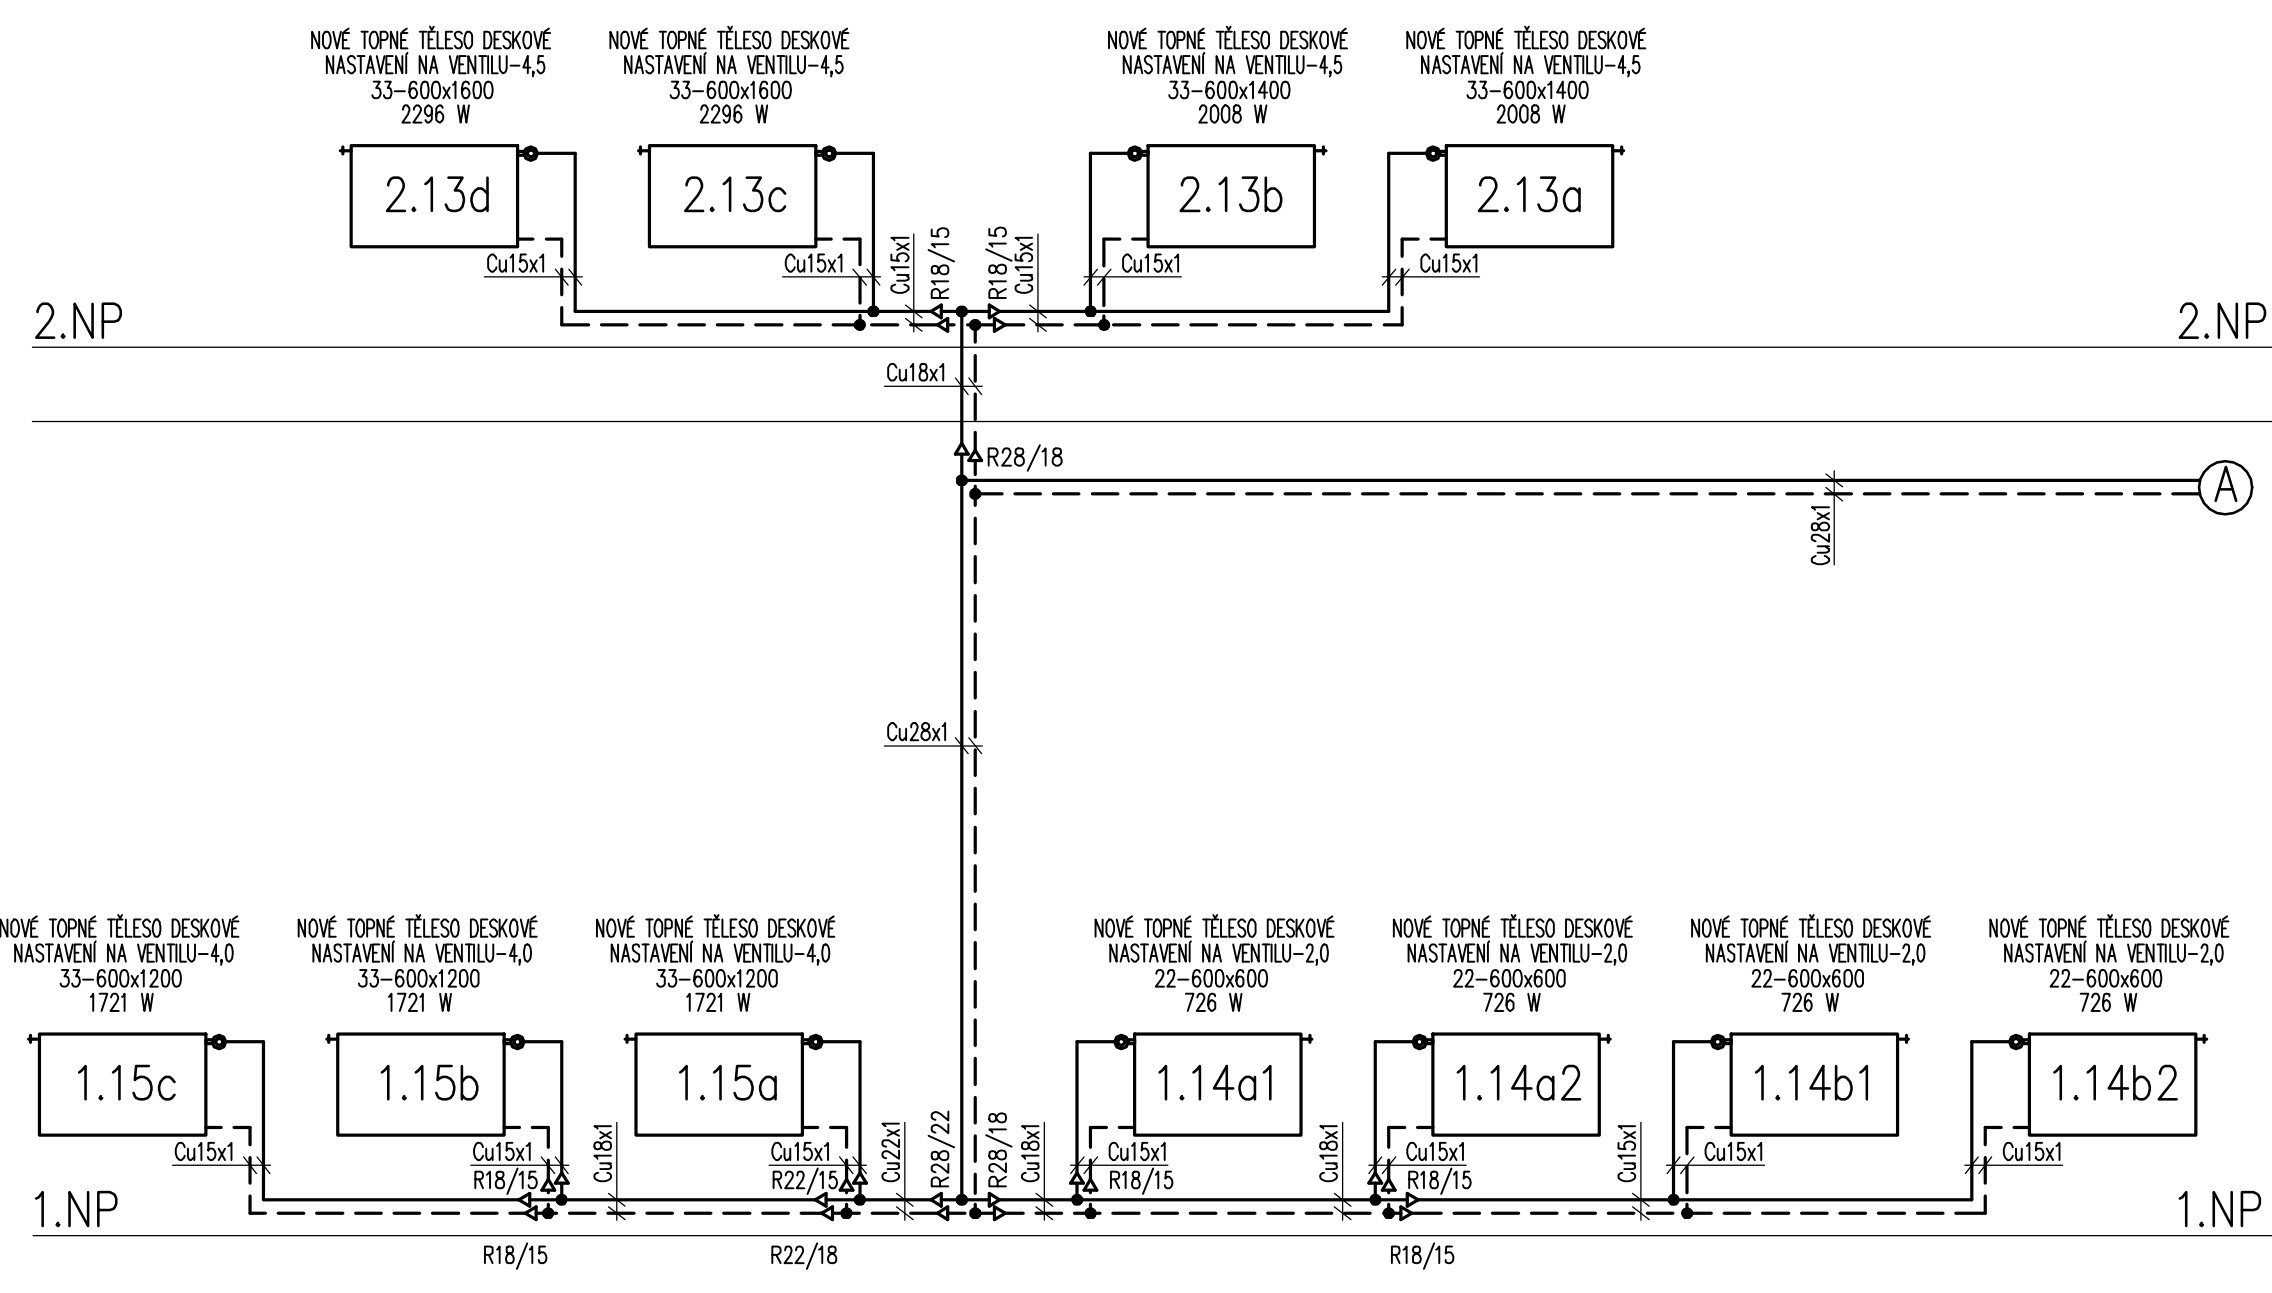 NOVÉ TOPNÉ TĚLESO DESKOVÉ
NASTAVENÍ NA VENTILU-4,5
33-600x1600
2296 W
NOVÉ TOPNÉ TĚLESO DESKOVÉ
NASTAVENÍ NA VENTILU-4,5
33-600x1600
2296 W
NOVÉ TOPNÉ TĚLESO DESKOVÉ
NASTAVENÍ NA VENTILU-4,5
33-600x1400
2008 W
NOVÉ TOPNÉ TĚLESO DESKOVÉ
NASTAVENÍ NA VENTILU-4,5
33-600x1400
2008 W
2.13d
2.13c
2.13b
2.13a
Cu15x1
Cu15x1
Cu15x1
R18/15
R18/15
Cu15x1
Cu15x1
Cu15x1
2.NP
2.NP
Cu18x1
R28/18
A
Cu28x1
Cu28x1
NOVÉ TOPNÉ TĚLESO DESKOVÉ
NASTAVENÍ NA VENTILU-4,0
33-600x1200
1721 W
NOVÉ TOPNÉ TĚLESO DESKOVÉ
NASTAVENÍ NA VENTILU-4,0
33-600x1200
1721 W
NOVÉ TOPNÉ TĚLESO DESKOVÉ
NASTAVENÍ NA VENTILU-4,0
33-600x1200
1721 W
NOVÉ TOPNÉ TĚLESO DESKOVÉ
NASTAVENÍ NA VENTILU-2,0
22-600x600
726 W
NOVÉ TOPNÉ TĚLESO DESKOVÉ
NASTAVENÍ NA VENTILU-2,0
22-600x600
726 W
NOVÉ TOPNÉ TĚLESO DESKOVÉ
NASTAVENÍ NA VENTILU-2,0
22-600x600
726 W
NOVÉ TOPNÉ TĚLESO DESKOVÉ
NASTAVENÍ NA VENTILU-2,0
22-600x600
726 W
1.15c
1.15b
1.15a
1.14a1
1.14a2
1.14b1
1.14b2
Cu15x1
Cu15x1
R18/15
Cu18x1
Cu15x1
R22/15
Cu22x1
R28/22
R28/18
Cu18x1
Cu15x1
R18/15
Cu18x1
Cu15x1
R18/15
Cu15x1
Cu15x1
Cu15x1
1.NP
1.NP
R18/15
R22/18
R18/15